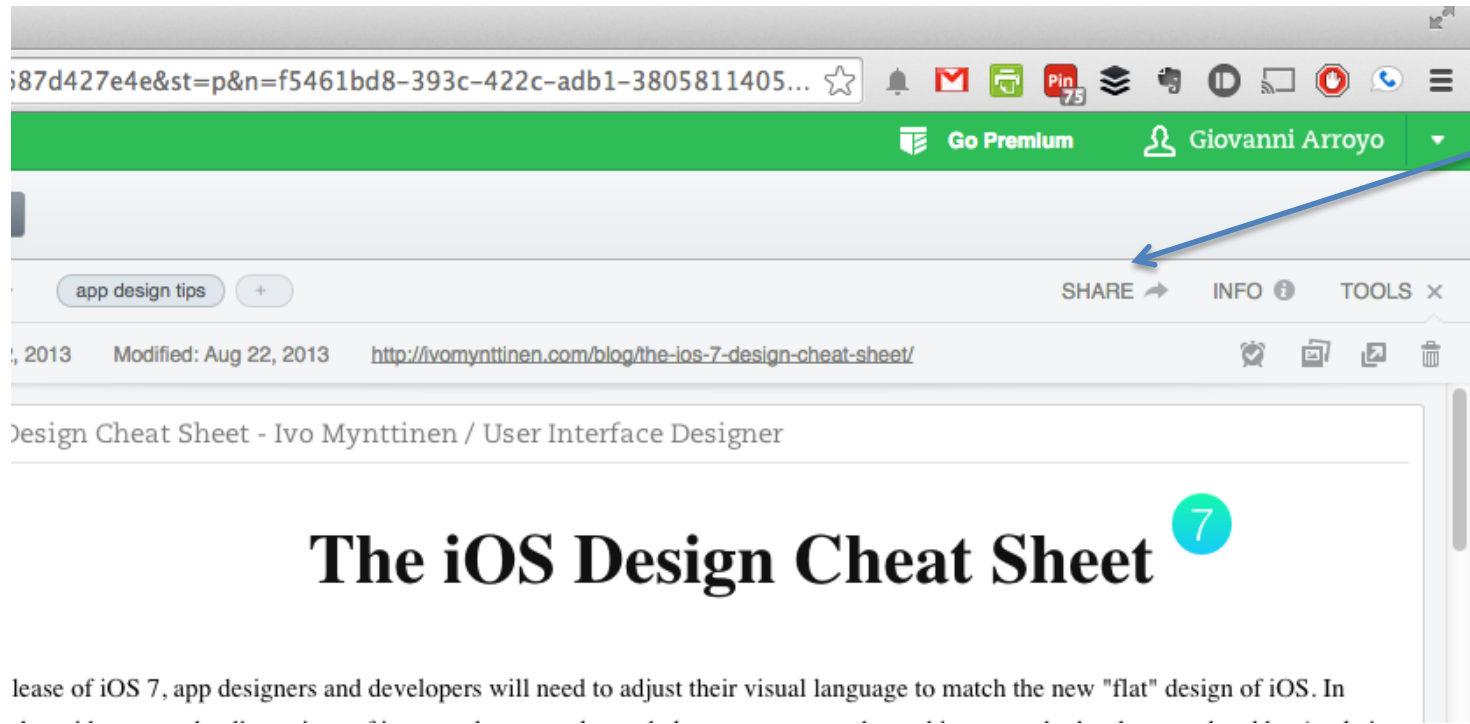 587d427e4e&st=p&n=f5461bd8-393c-422c-adb1-3805811405...
Pin 75
Go Premium Giovanni Arroyo
app design tips +
SHARE INFO TOOLS
, 2013 Modified: Aug 22, 2013 http://ivomynttinen.com/blog/the-ios-7-design-cheat-sheet/
Design Cheat Sheet - Ivo Mynttinen / User Interface Designer
The iOS Design Cheat Sheet 7
lease of iOS 7, app designers and developers will need to adjust their visual language to match the new "flat" design of iOS. In